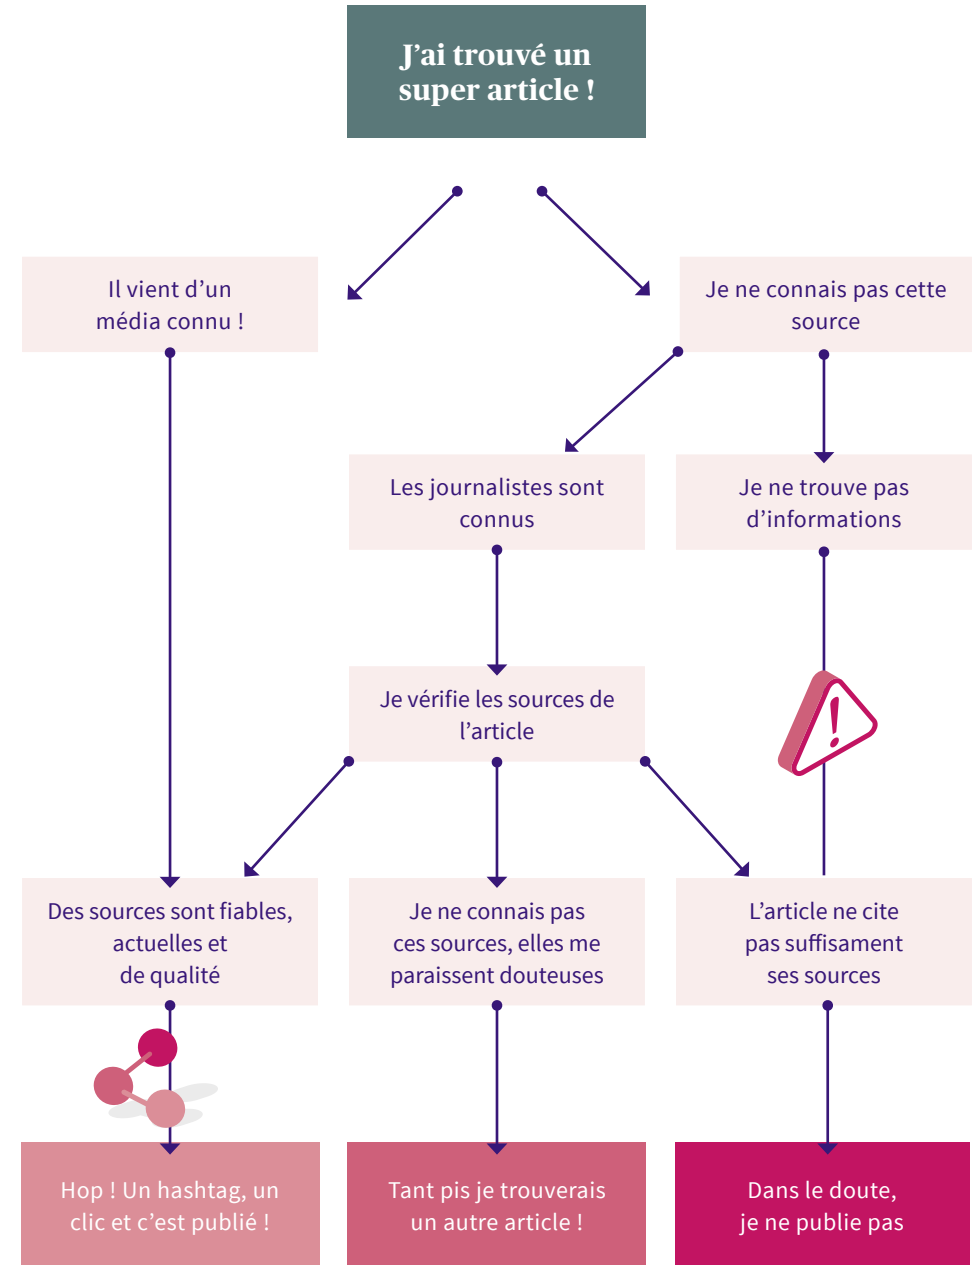 J’ai trouvé un
super article !
Il vient d’un
média connu !
Je ne connais pas cette
source
Les journalistes sont
connus
Je ne trouve pas
d’informations
Je vérifie les sources de
l’article
Des sources sont fiables,
actuelles et
de qualité
Je ne connais pas
ces sources, elles me
paraissent douteuses
L’article ne cite
pas suffisament
ses sources
Hop ! Un hashtag, un
clic et c’est publié !
Tant pis je trouverais
un autre article !
Dans le doute,
je ne publie pas